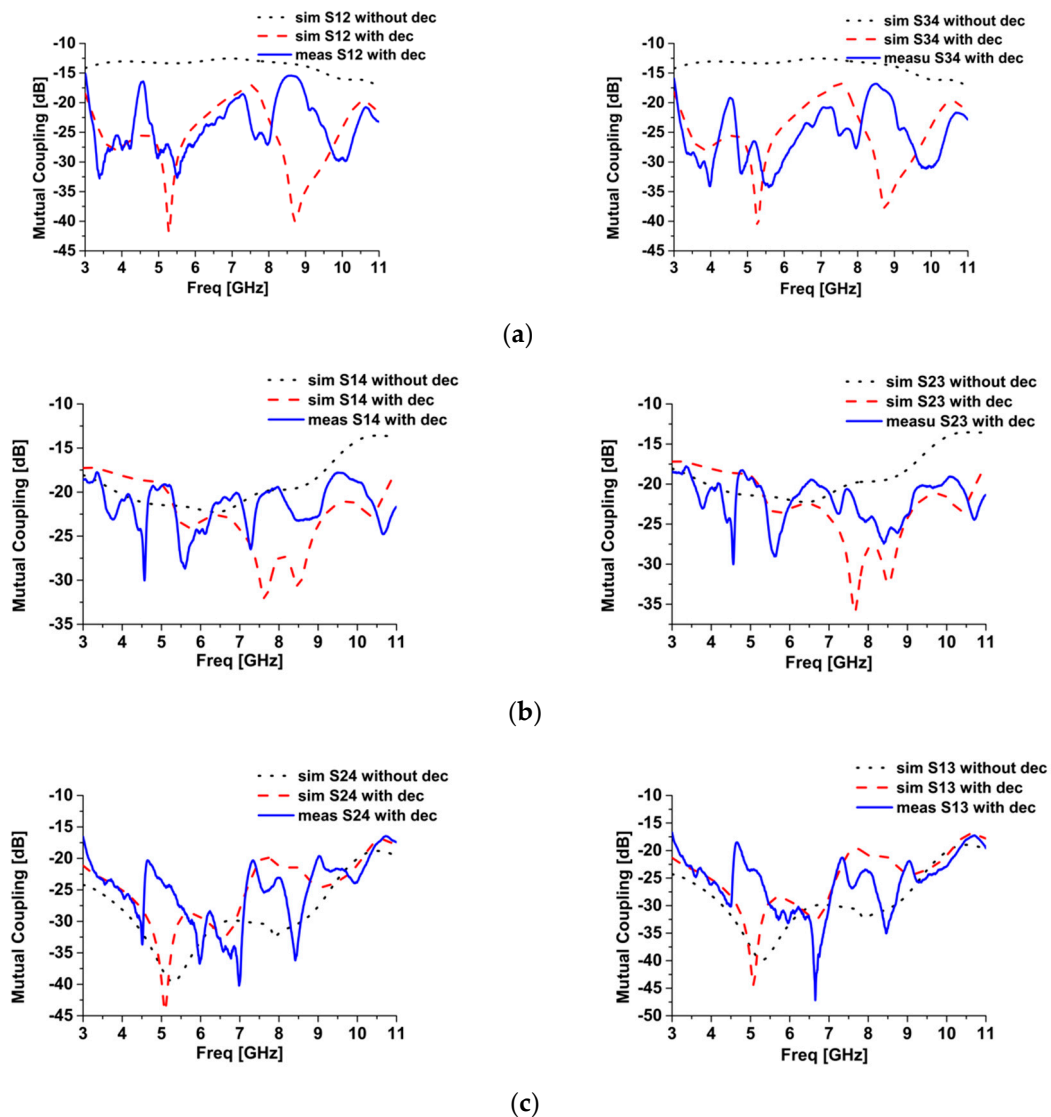 sim S12 without dec
sim S12 with dec
meas S12 with dec
Mutual Coupling [dB]
-10
-15
-20
-25
-30
-35
-40
-45
3 4 5 6 7 8 9 10 11
Freq [GHz]
sim S34 without dec
sim S34 with dec
measu S34 with dec
Mutual Coupling [dB]
-10
-15
-20
-25
-30
-35
-40
-45
3 4 5 6 7 8 9 10 11
Freq [GHz]
(a)
sim S14 without dec
sim S14 with dec
meas S14 with dec
Mutual Coupling [dB]
-10
-15
-20
-25
-30
-35
3 4 5 6 7 8 9 10 11
Freq [GHz]
sim S23 without dec
sim S23 with dec
measu S23 with dec
Mutual Coupling [dB]
-10
-15
-20
-25
-30
-35
3 4 5 6 7 8 9 10 11
Freq [GHz]
(b)
sim S24 without dec
sim S24 with dec
meas S24 with dec
Mutual Coupling [dB]
-10
-15
-20
-25
-30
-35
-40
-45
3 4 5 6 7 8 9 10 11
Freq [GHz]
sim S13 without dec
sim S13 with dec
meas S13 with dec
Mutual Coupling [dB]
-10
-15
-20
-25
-30
-35
-40
-45
-50
3 4 5 6 7 8 9 10 11
Freq [GHz]
(c)